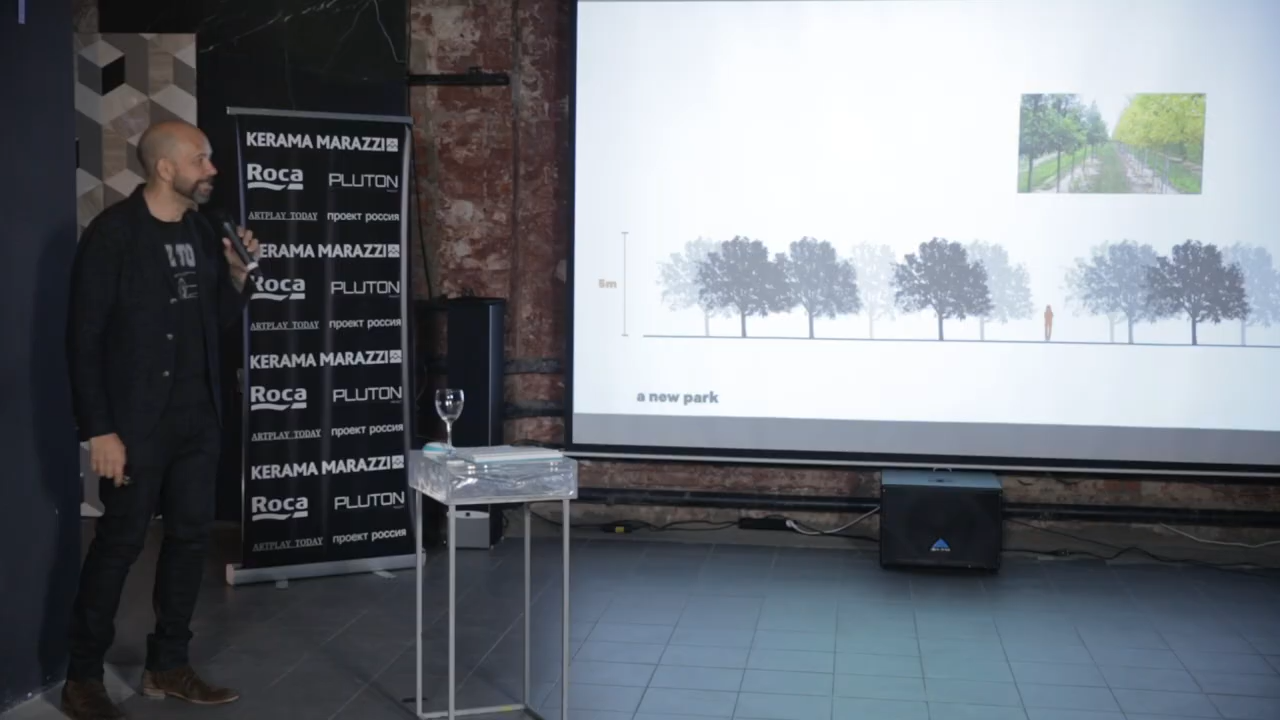 KERAMA MARAZZI
Roca
PLUTON
ARTPLAY TODAY
проект россия
ERAMA MARAZZI
Roca
PLUTON
ARTPLAY TODAY
проект россия
KERAMA MARAZZI
Roca
PLUTON
ARTPLAY TODAY
проект россия
KERAMA MARAZZI
Roca
PLUTON
ARTPLAY TODAY
проект россия
5m
a new park